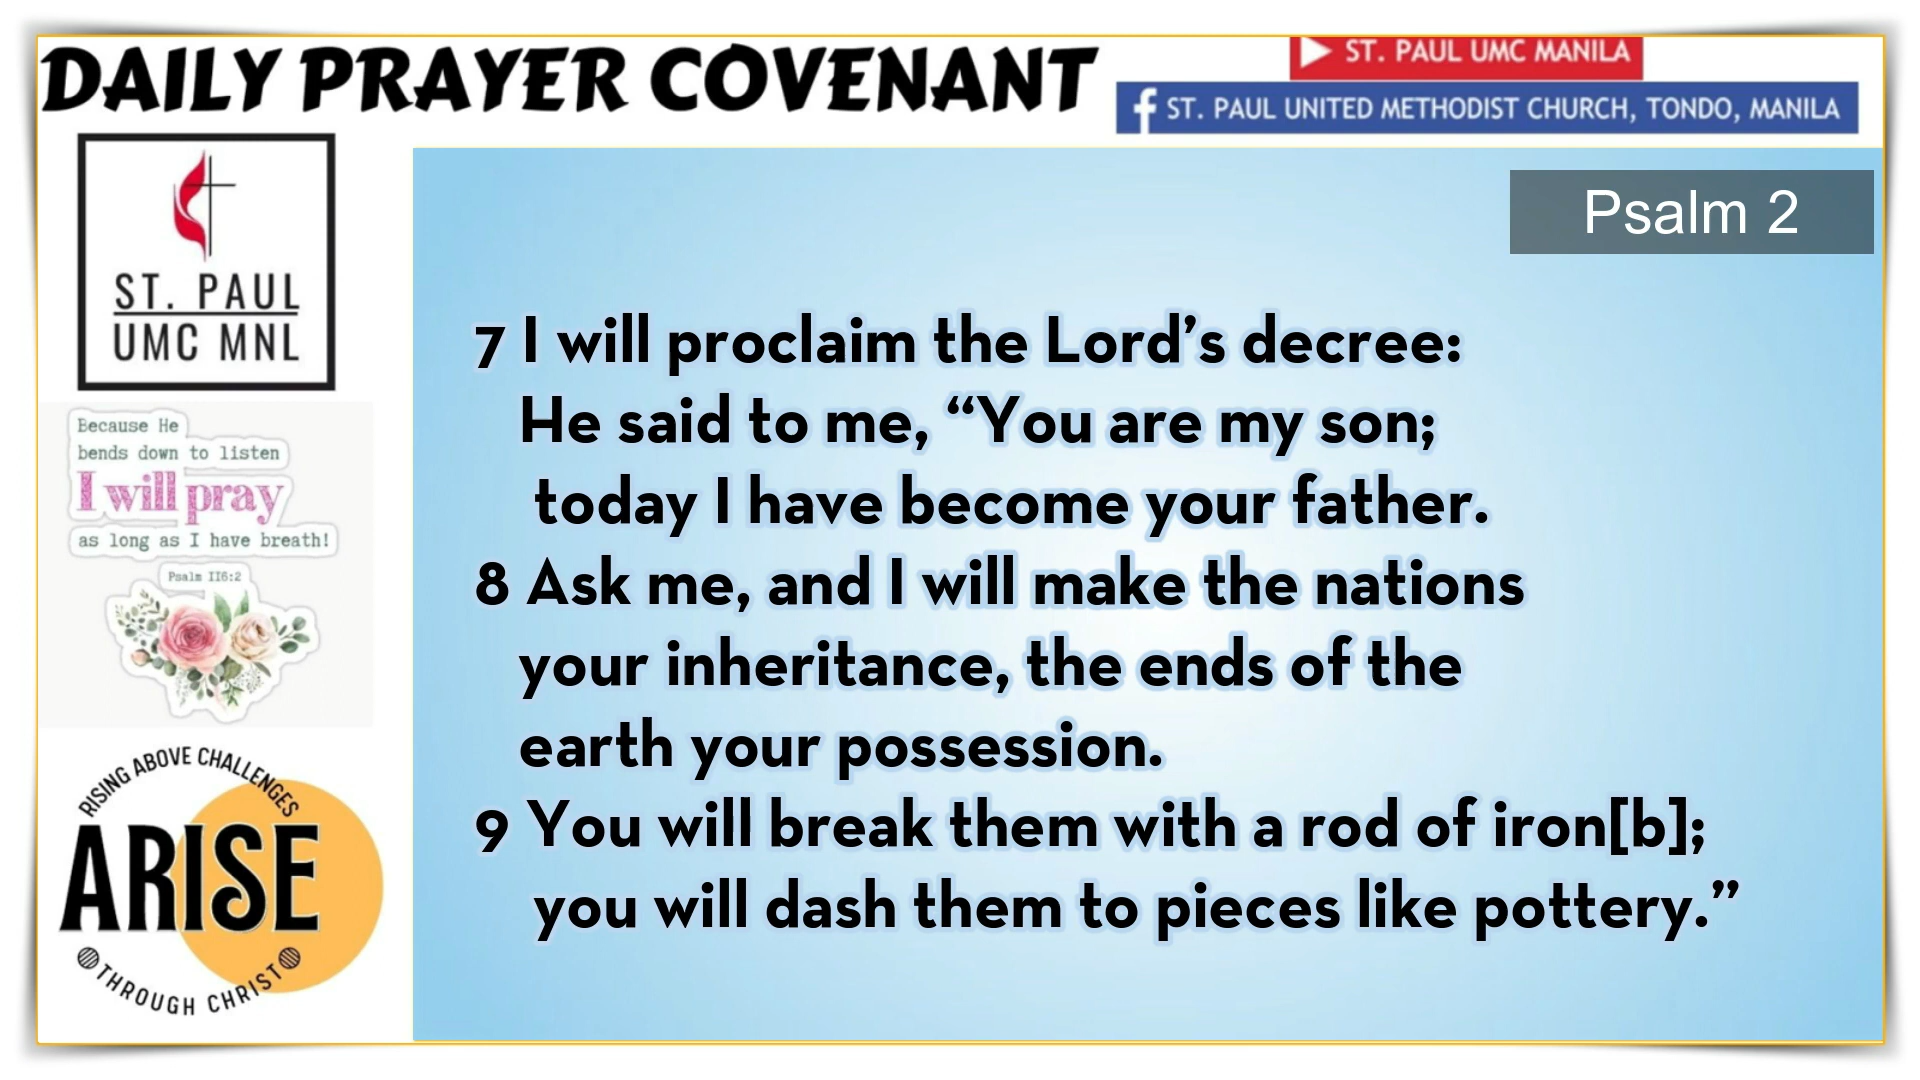 DAILY PRAYER COVENANT
ST. PAUL UMC MANILA
f ST. PAUL UNITED METHODIST CHURCH, TONDO, MANILA
ST. PAUL
UMC MNL
Because He
bends down to listen
I will pray
as long as I have breath!
Psalm 116:2
RISING ABOVE CHALLENGES
ARISE
THROUGH CHRIST
Psalm 2
7 I will proclaim the Lord’s decree:
He said to me, “You are my son;
today I have become your father.
8 Ask me, and I will make the nations
your inheritance, the ends of the
earth your possession.
9 You will break them with a rod of iron[b];
you will dash them to pieces like pottery.”